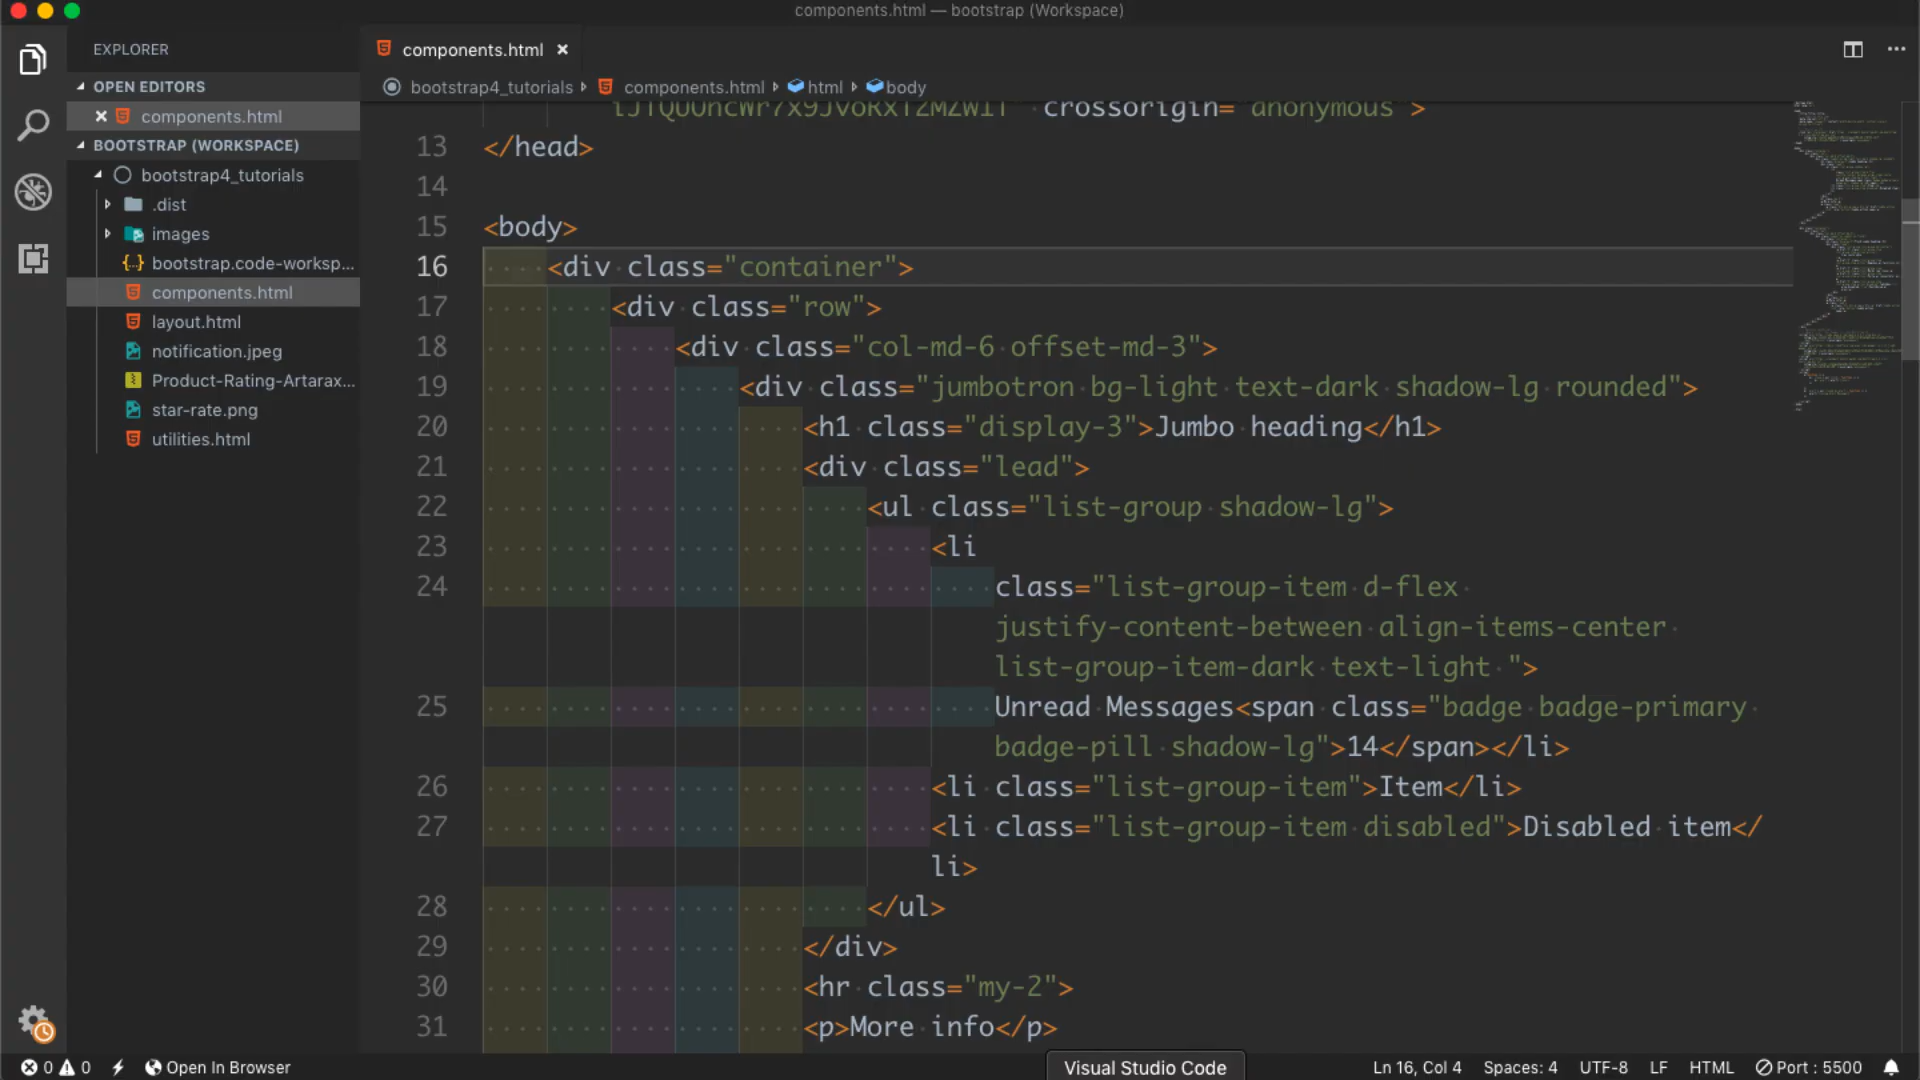 components.html — bootstrap (Workspace)
EXPLORER
OPEN EDITORS
components.html
BOOTSTRAP (WORKSPACE)
bootstrap4_tutorials
.dist
images
bootstrap.code-worksp...
components.html
layout.html
notification.jpeg
Product-Rating-Artarax...
star-rate.png
utilities.html
components.html
bootstrap4_tutorials components.html html body
crossorigin="anonymous">
13 </head>
14
15 <body>
16 <div class="container">
17 <div class="row">
18 <div class="col-md-6 offset-md-3">
19 <div class="jumbotron bg-light text-dark shadow-lg rounded">
20 <h1 class="display-3">Jumbo heading</h1>
21 <div class="lead">
22 <ul class="list-group shadow-lg">
23 <li
24 class="list-group-item d-flex
justify-content-between align-items-center
list-group-item-dark text-light ">
25 Unread Messages<span class="badge badge-primary
badge-pill shadow-lg">14</span></li>
26 <li class="list-group-item">Item</li>
27 <li class="list-group-item disabled">Disabled item</
li>
28 </ul>
29 </div>
30 <hr class="my-2">
31 <p>More info</p>
0 0 Open In Browser
Visual Studio Code
Ln 16, Col 4 Spaces: 4 UTF-8 LF HTML Port : 5500